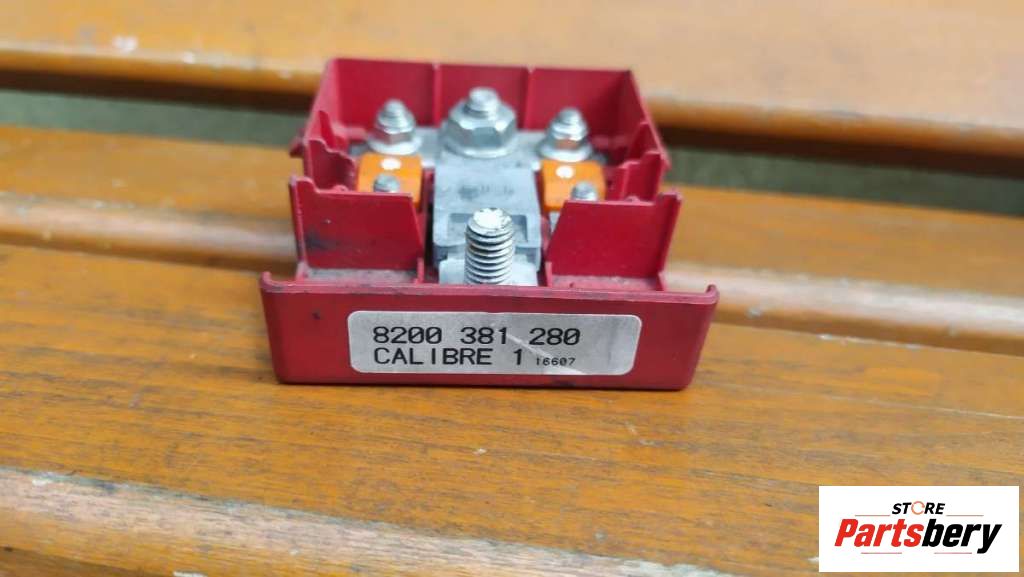 8200 381 280
CALIBRE 1 16607
STORE
Partsbery